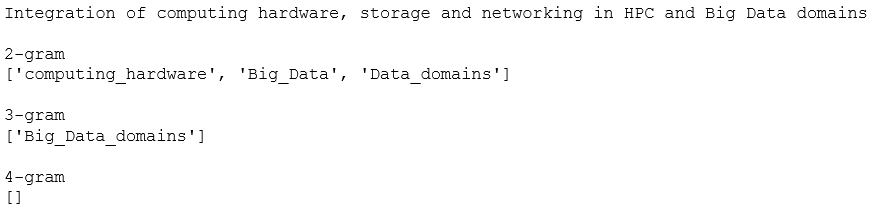 Integration of computing hardware, storage and networking in HPC and Big Data domains
2-gram
['computing_hardware', 'Big_Data', 'Data_domains']
3-gram
['Big_Data_domains']
4-gram
[]